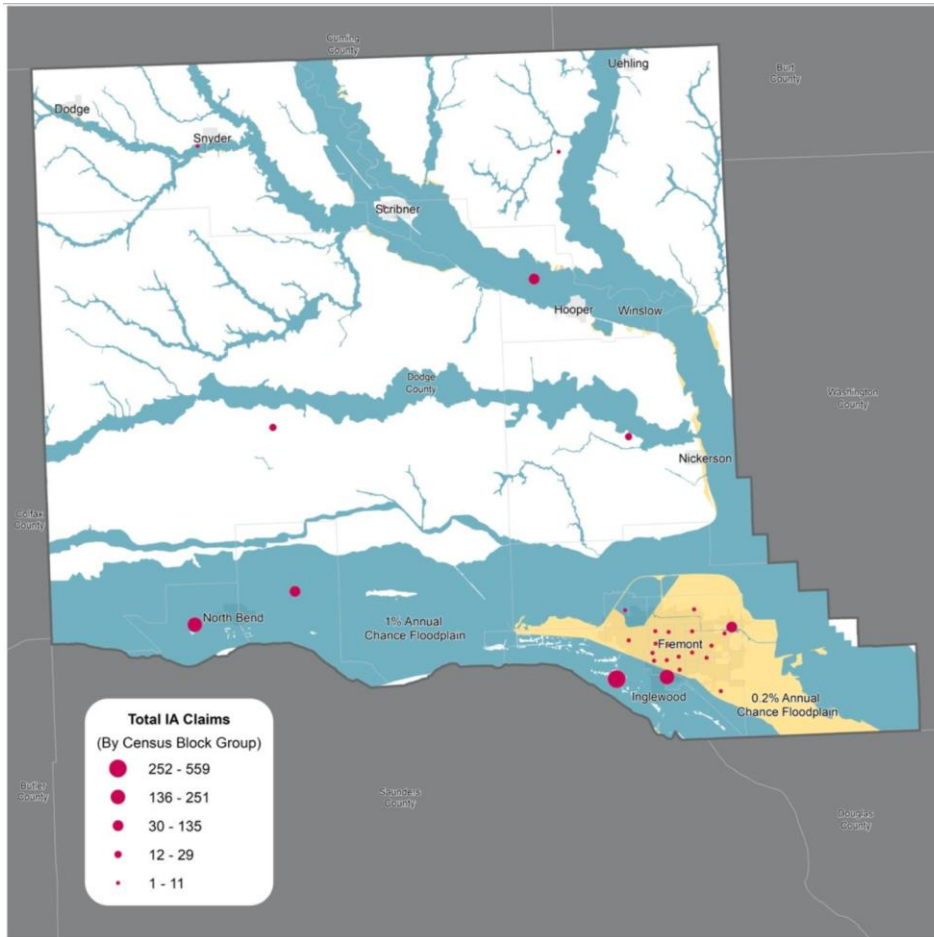 Cuming
County
Uehling
Burt
County
Dodge
Snyder
Scribner
Hooper
Winslow
Dodge
County
Washington
County
Nickerson
Colfax
County
North Bend
1% Annual
Chance Floodplain
Fremont
Inglewood
0.2% Annual
Chance Floodplain
Total IA Claims
(By Census Block Group)
252 - 559
136 - 251
30 - 135
12 - 29
1 - 11
Butler
County
Saunders
County
Douglas
County